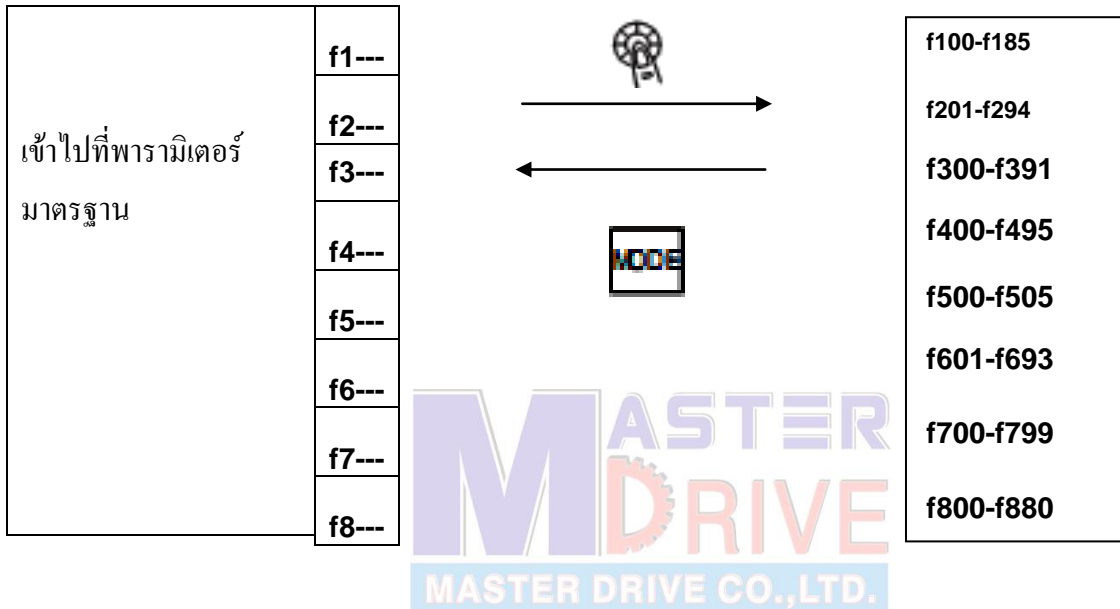 เข้าไปที่พารามิเตอร์
มาตรฐาน
f1---
f2---
f3---
f4---
f5---
f6---
f7---
f8---
MODE
f100-f185
f201-f294
f300-f391
f400-f495
f500-f505
f601-f693
f700-f799
f800-f880
MASTER
DRIVE
MASTER DRIVE CO.,LTD.